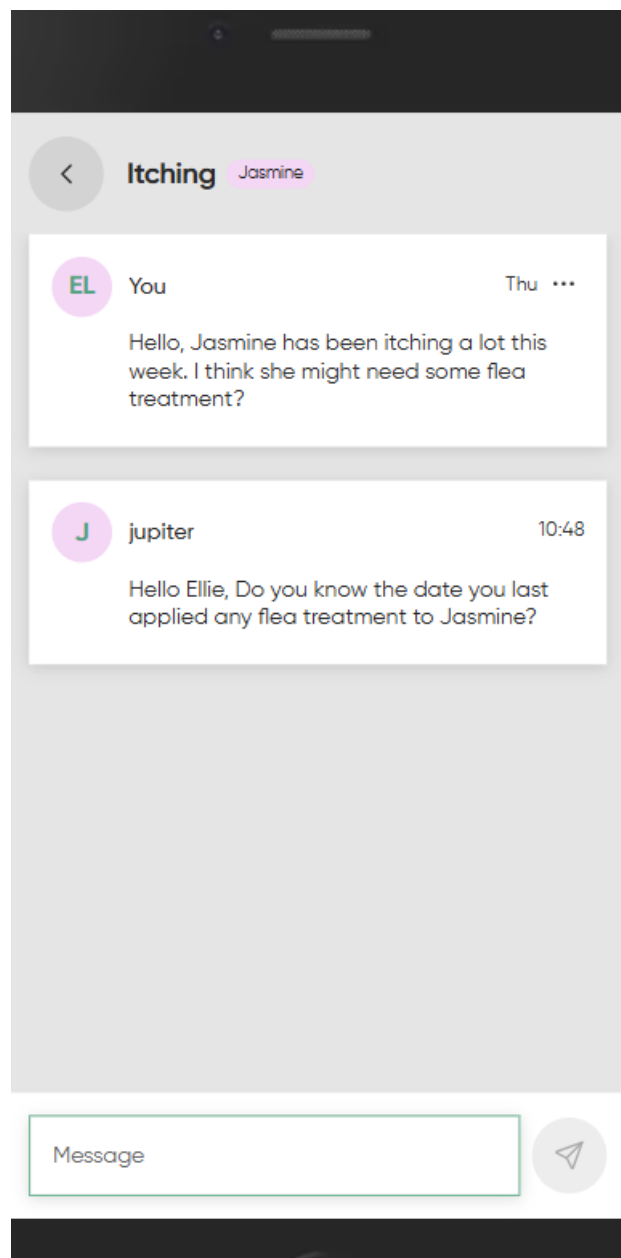 Itching Jasmine
EL You Thu ···
Hello, Jasmine has been itching a lot this
week. I think she might need some flea
treatment?
J jupiter 10:48
Hello Ellie, Do you know the date you last
applied any flea treatment to Jasmine?
Message